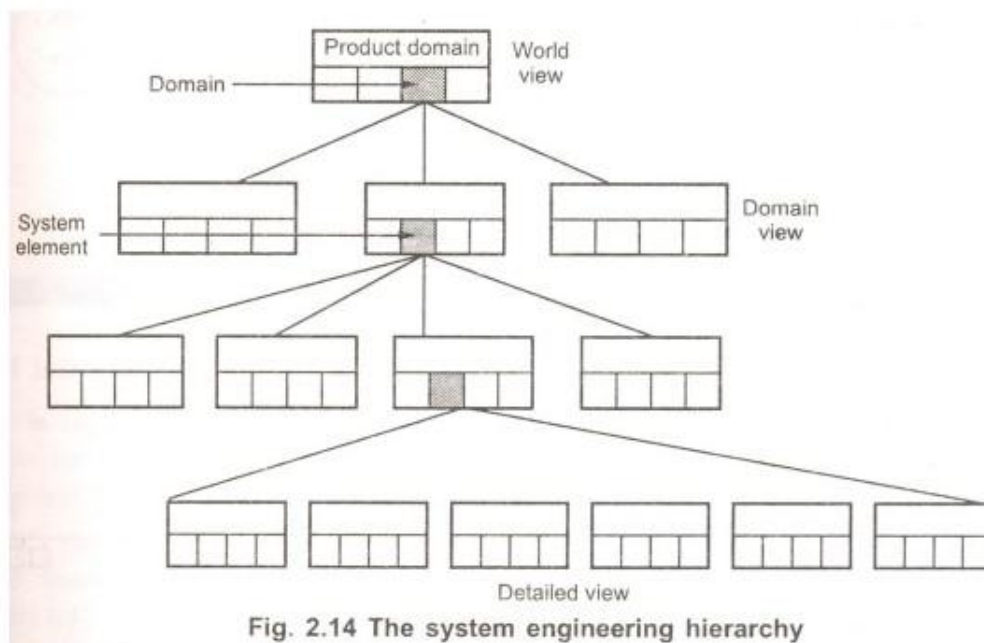 Product domain
World
view
Domain
System
element
Domain
view
Detailed view
Fig. 2.14 The system engineering hierarchy